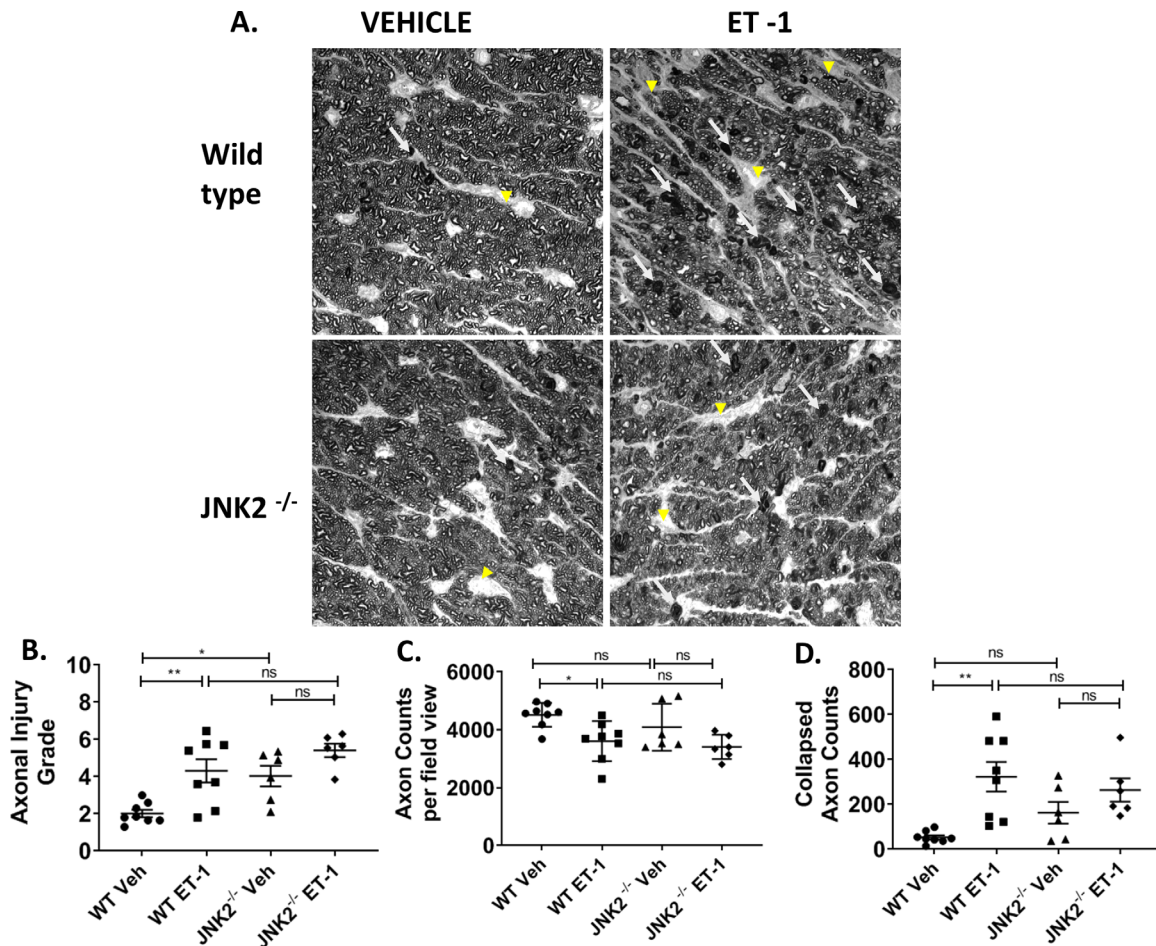 A.
VEHICLE
ET -1
Wild
type
JNK2 -/-
B.
Axonal Injury
Grade
10
8
6
4
2
0
*
**
ns
ns
WT Veh
WT ET-1
JNK2-/- Veh
JNK2-/- ET-1
C.
Axon Counts
per field view
6000
4000
2000
0
ns
ns
*
ns
WT Veh
WT ET-1
JNK2-/- Veh
JNK2-/- ET-1
D.
Collapsed
Axon Counts
800
600
400
200
0
ns
**
ns
ns
WT Veh
WT ET-1
JNK2-/- Veh
JNK2-/- ET-1